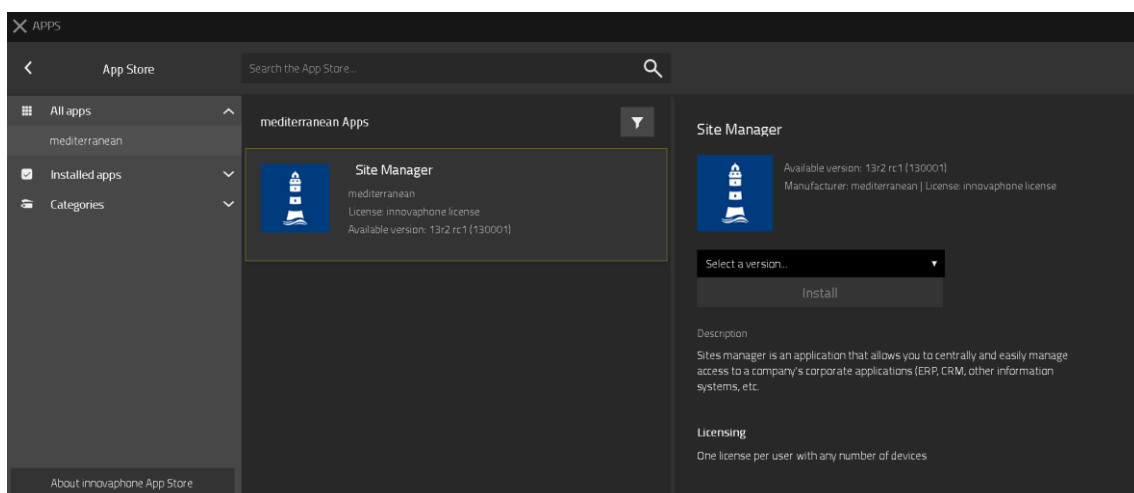 APPS
App Store
Search the App Store...
All apps
mediterranean
Installed apps
Categories
About innovaphone App Store
mediterranean Apps
Site Manager
mediterranean
License: innovaphone license
Available version: 13r2 rc1 (130001)
Site Manager
Available version: 13r2 rc1 (130001)
Manufacturer: mediterranean | License: innovaphone license
Select a version...
Install
Description
Sites manager is an application that allows you to centrally and easily manage
access to a company's corporate applications (ERP, CRM, other information
systems, etc.
Licensing
One license per user with any number of devices